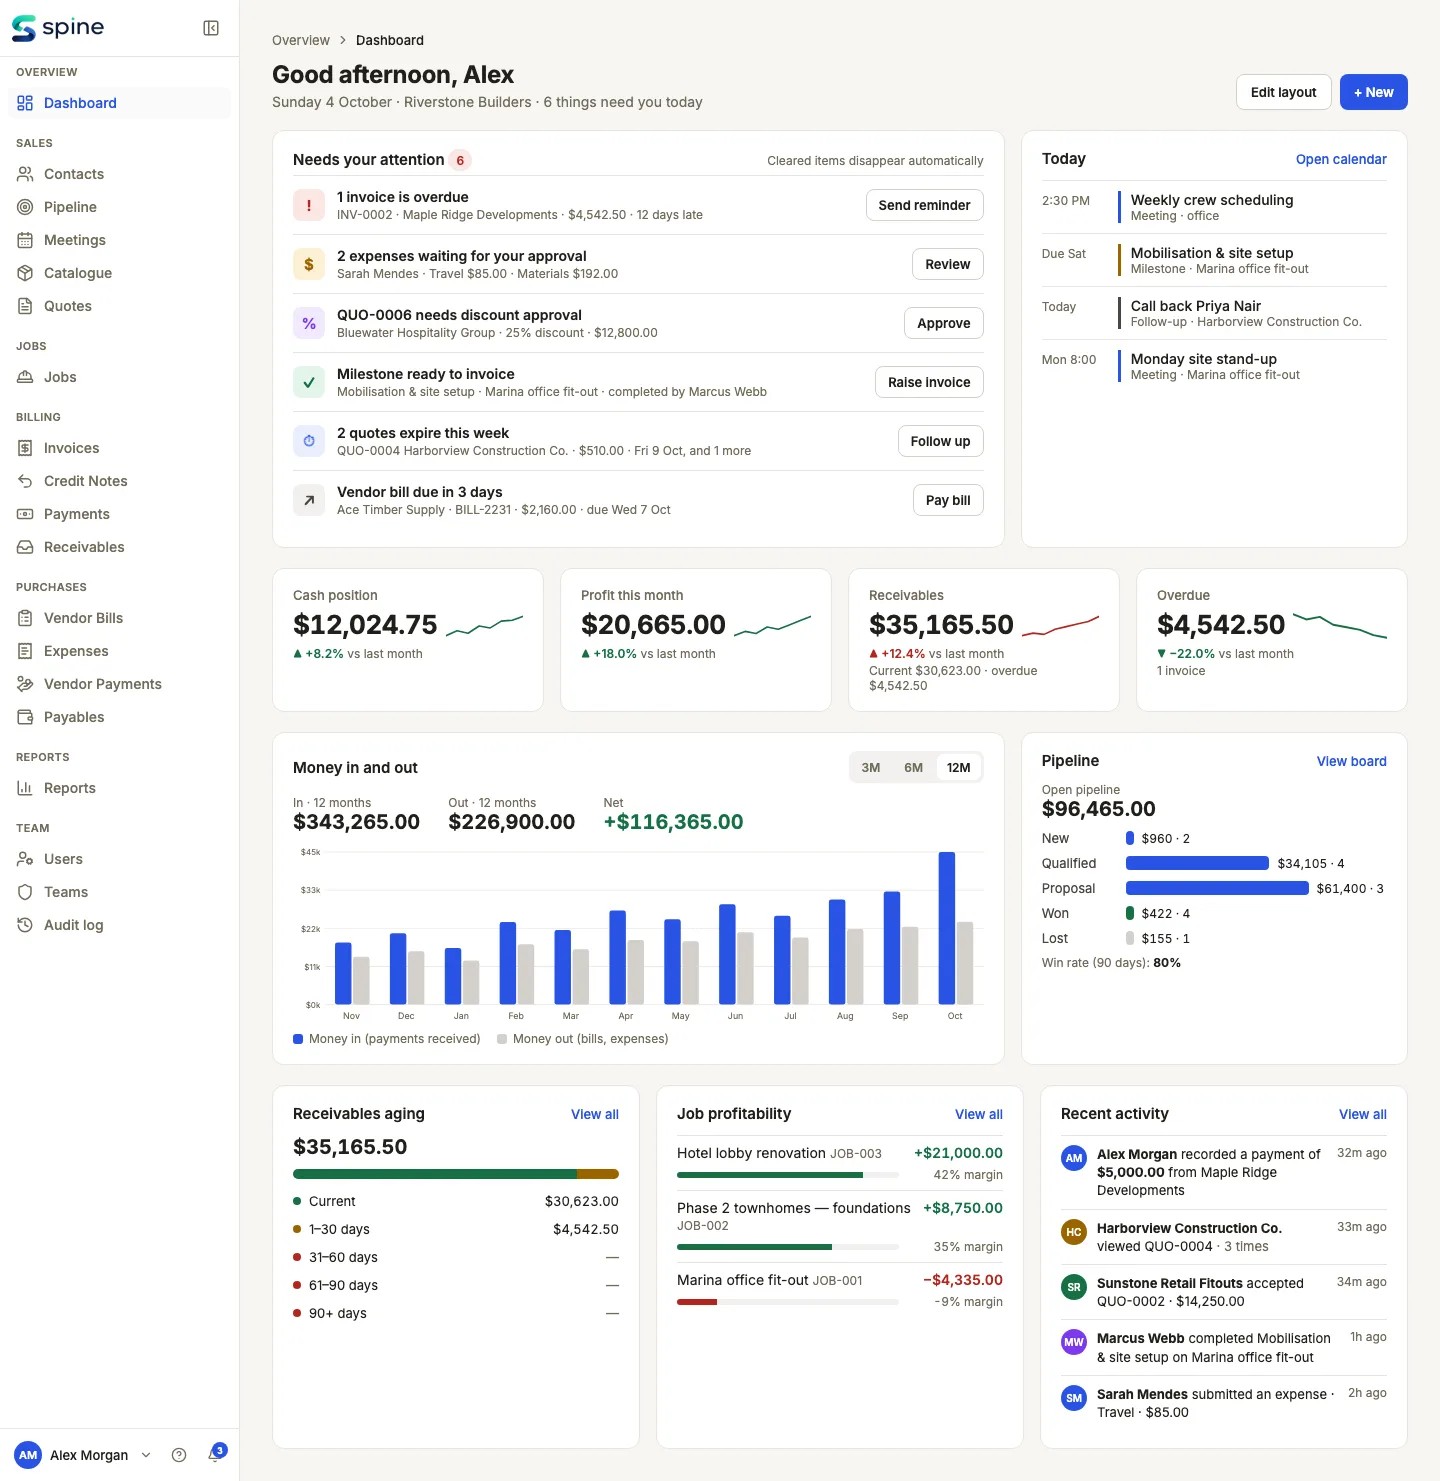 spine
OVERVIEW
Dashboard
SALES
Contacts
Pipeline
Meetings
Catalogue
Quotes
JOBS
Jobs
BILLING
Invoices
Credit Notes
Payments
Receivables
PURCHASES
Vendor Bills
Expenses
Vendor Payments
Payables
REPORTS
Reports
TEAM
Users
Teams
Audit log
AM Alex Morgan
3
Overview > Dashboard
Good afternoon, Alex
Sunday 4 October · Riverstone Builders · 6 things need you today
Edit layout
+ New
Needs your attention 6
Cleared items disappear automatically
!
1 invoice is overdue
INV-0002 · Maple Ridge Developments · $4,542.50 · 12 days late
Send reminder
$
2 expenses waiting for your approval
Sarah Mendes · Travel $85.00 · Materials $192.00
Review
%
QUO-0006 needs discount approval
Bluewater Hospitality Group · 25% discount · $12,800.00
Approve
Milestone ready to invoice
Mobilisation & site setup · Marina office fit-out · completed by Marcus Webb
Raise invoice
2 quotes expire this week
QUO-0004 Harborview Construction Co. · $510.00 · Fri 9 Oct, and 1 more
Follow up
Vendor bill due in 3 days
Ace Timber Supply · BILL-2231 · $2,160.00 · due Wed 7 Oct
Pay bill
Today
Open calendar
2:30 PM
Weekly crew scheduling
Meeting · office
Due Sat
Mobilisation & site setup
Milestone · Marina office fit-out
Today
Call back Priya Nair
Follow-up · Harborview Construction Co.
Mon 8:00
Monday site stand-up
Meeting · Marina office fit-out
Cash position
$12,024.75
▲ +8.2% vs last month
Profit this month
$20,665.00
▲ +18.0% vs last month
Receivables
$35,165.50
▲ +12.4% vs last month
Current $30,623.00 · overdue
$4,542.50
Overdue
$4,542.50
▼ −22.0% vs last month
1 invoice
Money in and out
3M 6M 12M
In · 12 months
$343,265.00
Out · 12 months
$226,900.00
Net
+$116,365.00
$45k
$33k
$22k
$11k
$0k
Nov Dec Jan Feb Mar Apr May Jun Jul Aug Sep Oct
Money in (payments received) Money out (bills, expenses)
Pipeline
View board
Open pipeline
$96,465.00
New $960 · 2
Qualified $34,105 · 4
Proposal $61,400 · 3
Won $422 · 4
Lost $155 · 1
Win rate (90 days): 80%
Receivables aging
View all
$35,165.50
Current $30,623.00
1–30 days $4,542.50
31–60 days —
61–90 days —
90+ days —
Job profitability
View all
Hotel lobby renovation JOB-003 +$21,000.00
42% margin
Phase 2 townhomes — foundations +$8,750.00
JOB-002
35% margin
Marina office fit-out JOB-001 −$4,335.00
-9% margin
Recent activity
View all
AM
Alex Morgan recorded a payment of 32m ago
$5,000.00 from Maple Ridge
Developments
HC
Harborview Construction Co. 33m ago
viewed QUO-0004 · 3 times
SR
Sunstone Retail Fitouts accepted 34m ago
QUO-0002 · $14,250.00
MW
Marcus Webb completed Mobilisation 1h ago
& site setup on Marina office fit-out
SM
Sarah Mendes submitted an expense · 2h ago
Travel · $85.00